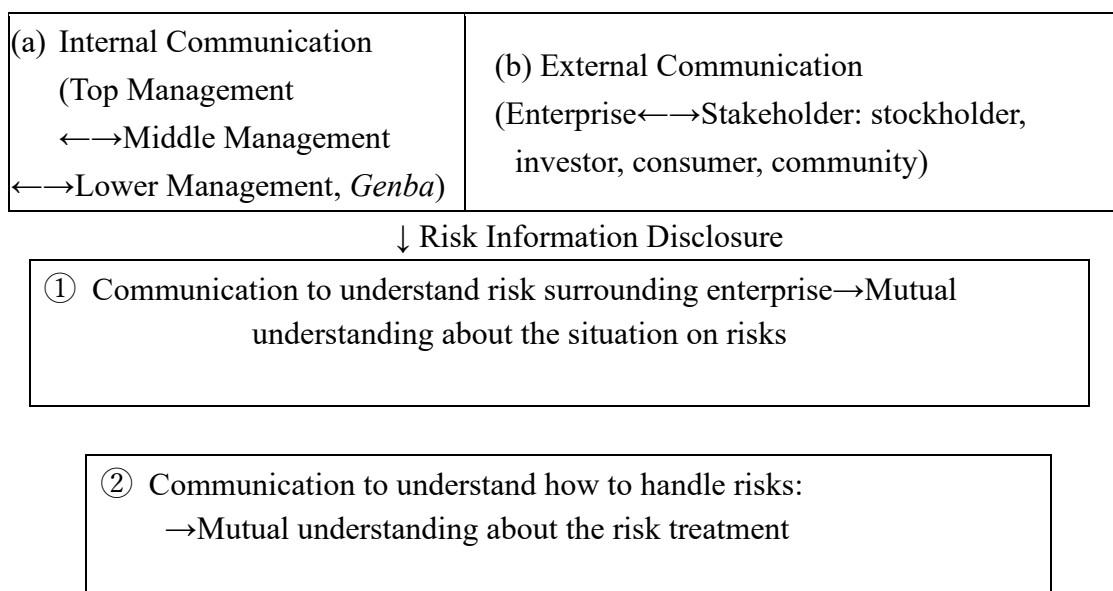 (a) Internal Communication
(Top Management
←→Middle Management
←→Lower Management, Genba)
(b) External Communication
(Enterprise←→Stakeholder: stockholder,
investor, consumer, community)
↓ Risk Information Disclosure
① Communication to understand risk surrounding enterprise→Mutual
understanding about the situation on risks
② Communication to understand how to handle risks:
→Mutual understanding about the risk treatment